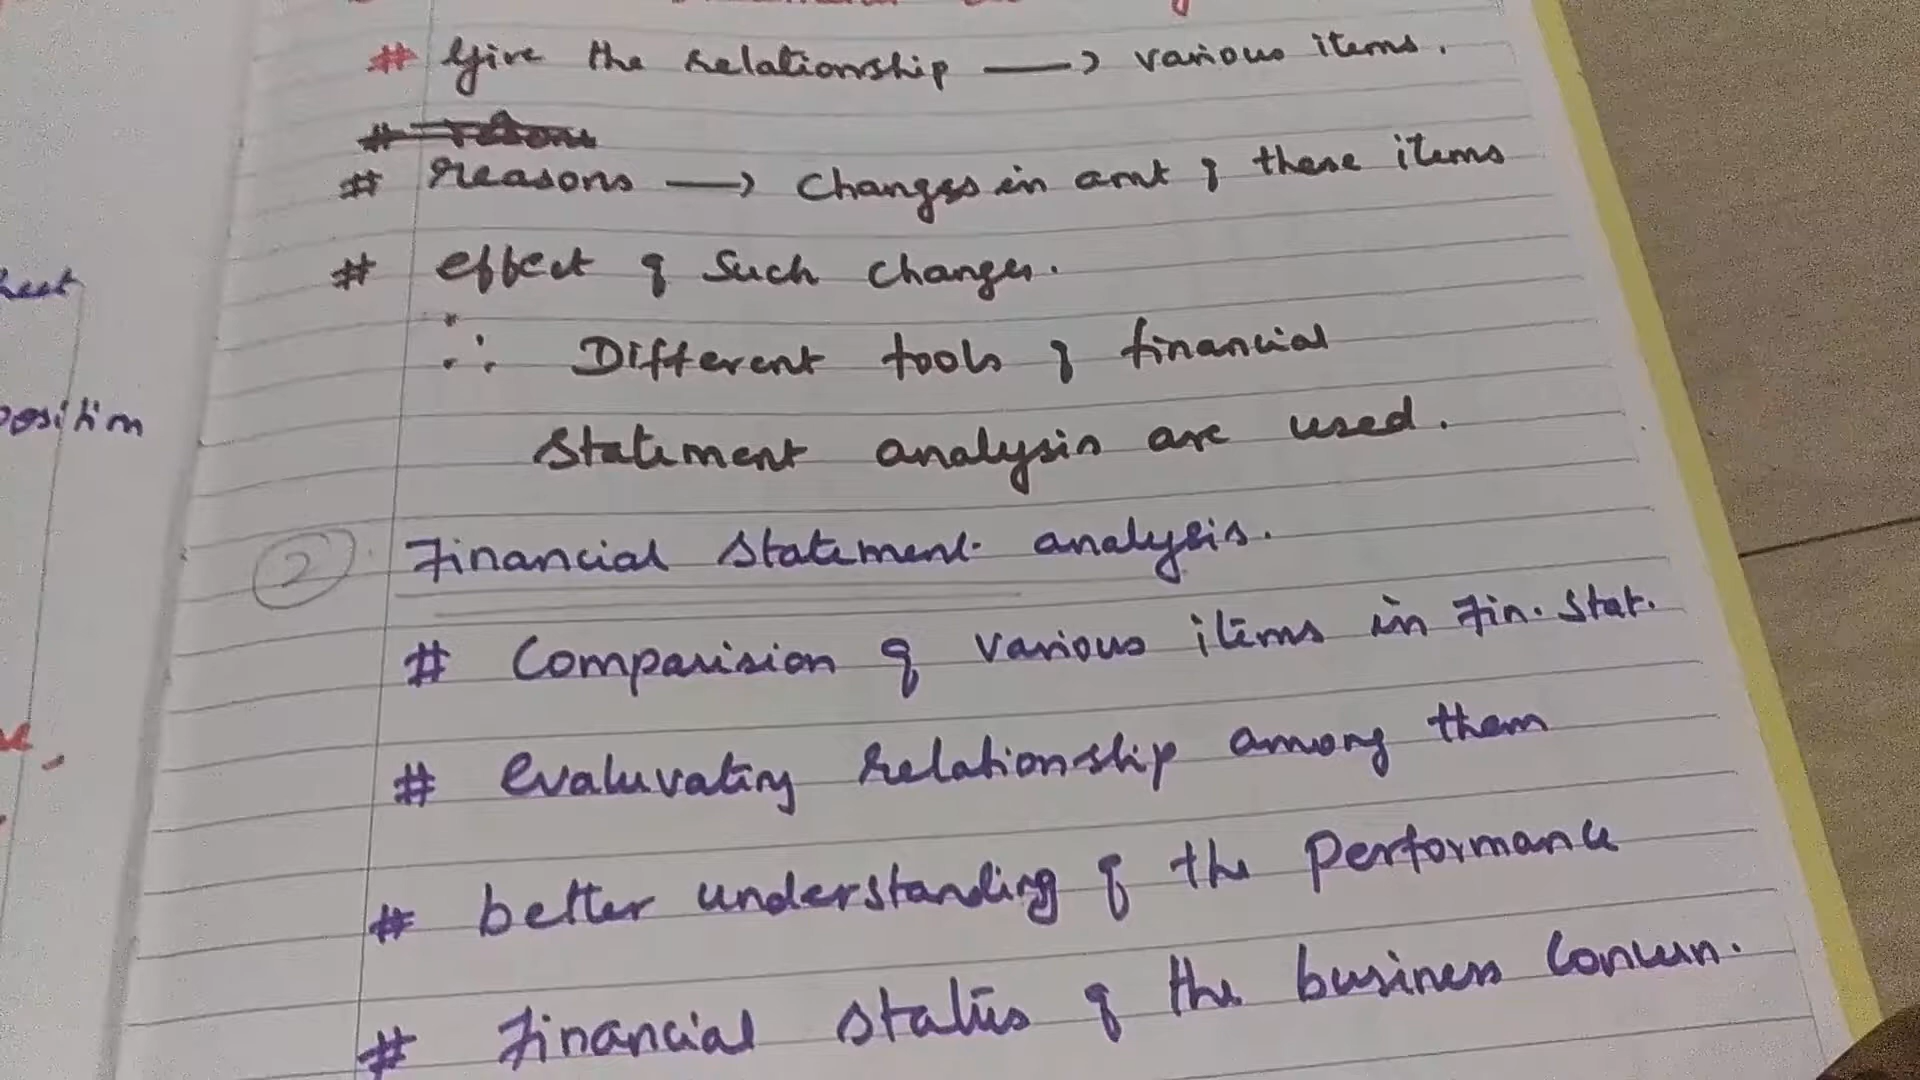 # Give the relationship → various items.
# reasons → changes in amt of these items
# effect of such changes.
∴ Different tools of financial
statement analysis are used.
② Financial statement analysis.
# Comparision of various items in Fin. Stat.
# evaluvating relationship among them
# better understanding of the performance
# Financial status of the business concern.
position